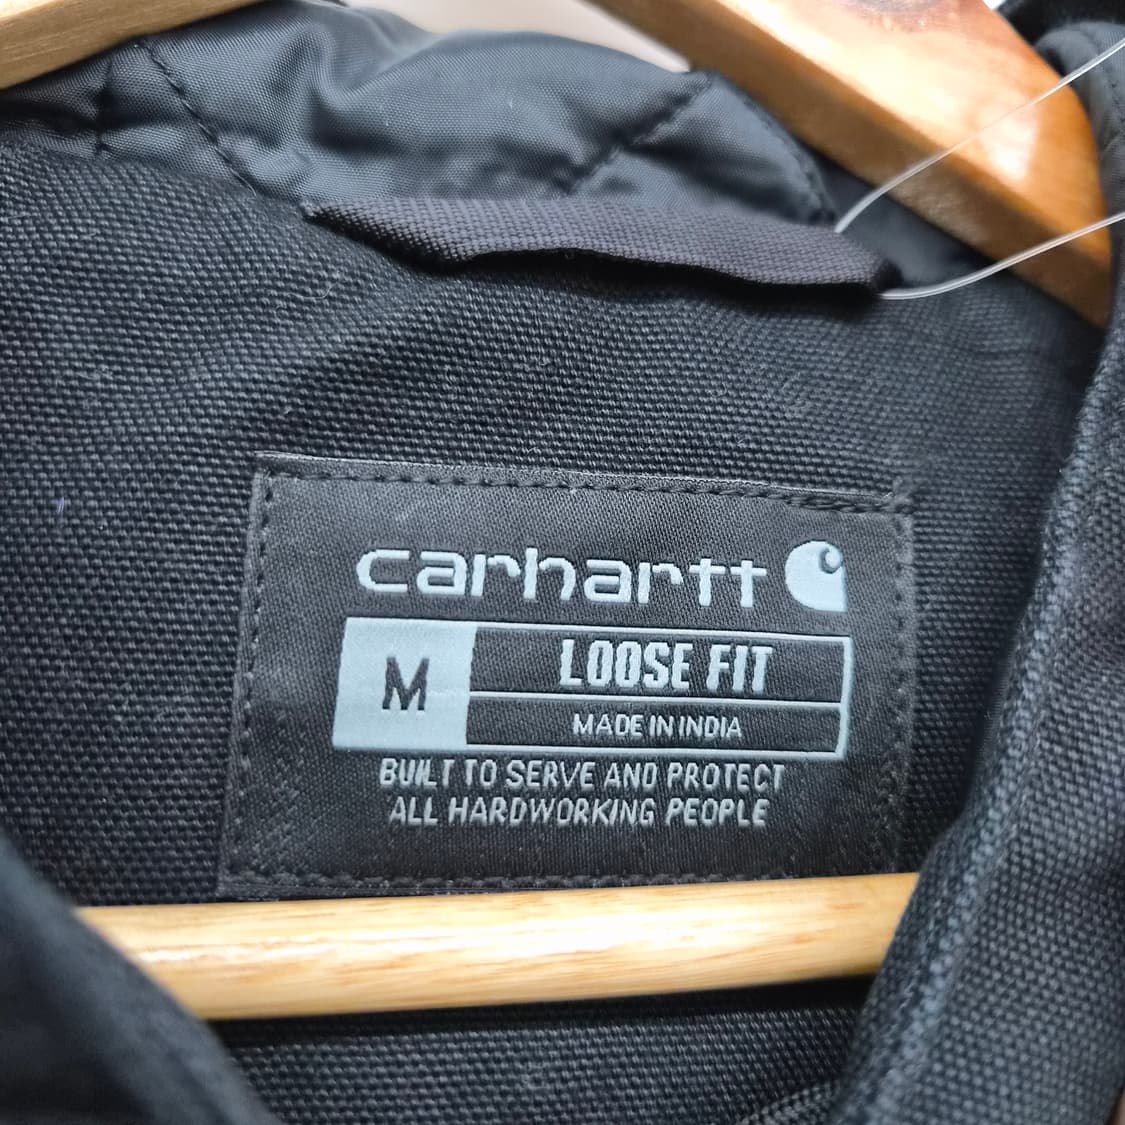 carhartt
M
LOOSE FIT
MADE IN INDIA
BUILT TO SERVE AND PROTECT
ALL HARDWORKING PEOPLE